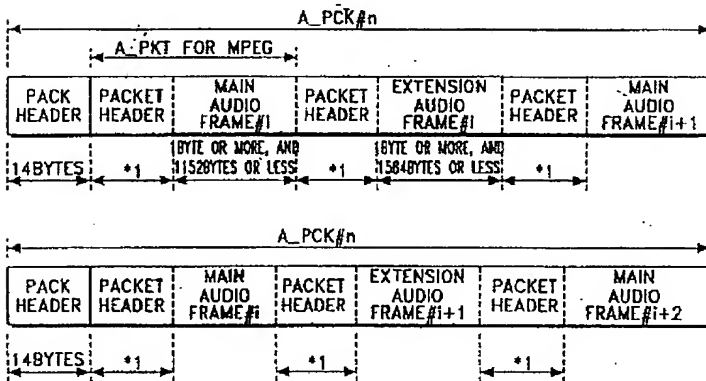 A_PCK#n
A_PKT FOR MPEG
PACK HEADER
PACKET HEADER
MAIN AUDIO FRAME#i
PACKET HEADER
EXTENSION AUDIO FRAME#i
PACKET HEADER
MAIN AUDIO FRAME#i+1
14BYTES
*1
1BYTE OR MORE, AND 1152BYTES OR LESS
*1
1BYTE OR MORE, AND 1584BYTES OR LESS
*1
A_PCK#n
PACK HEADER
PACKET HEADER
MAIN AUDIO FRAME#i
PACKET HEADER
EXTENSION AUDIO FRAME#i+1
PACKET HEADER
MAIN AUDIO FRAME#i+2
14BYTES
*1
*1
*1